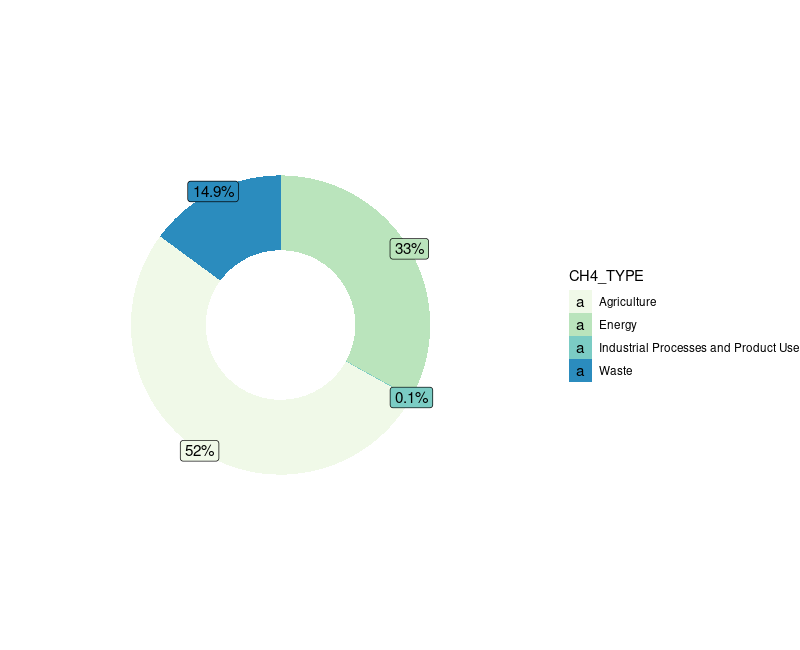 14.9%
33%
0.1%
52%
CH4_TYPE
a Agriculture
a Energy
a Industrial Processes and Product Use
a Waste